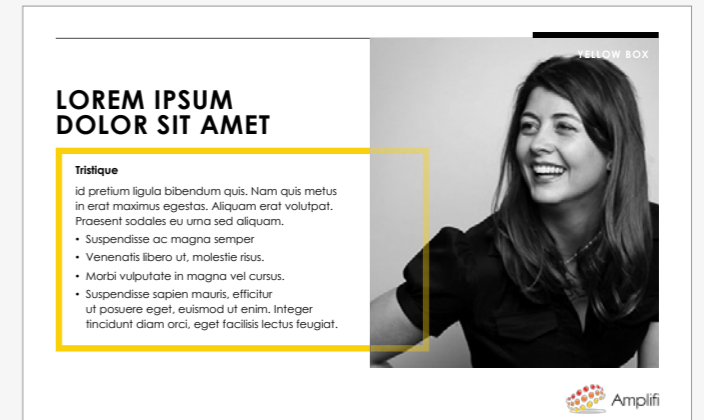 YELLOW BOX
LOREM IPSUM
DOLOR SIT AMET
Tristique
id pretium ligula bibendum quis. Nam quis metus
in erat maximus egestas. Aliquam erat volutpat.
Praesent sodales eu urna sed aliquam.
• Suspendisse ac magna semper
• Venenatis libero ut, molestie risus.
• Morbi vulputate in magna vel cursus.
• Suspendisse sapien mauris, efficitur
ut posuere eget, euismod ut enim. Integer
tincidunt diam orci, eget facilisis lectus feugiat.
Amplifi